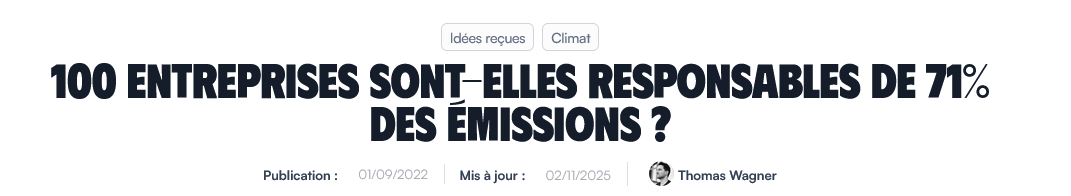 Idées reçues Climat
100 ENTREPRISES SONT-ELLES RESPONSABLES DE 71%
DES ÉMISSIONS ?
Publication : 01/09/2022 Mis à jour : 02/11/2025 Thomas Wagner